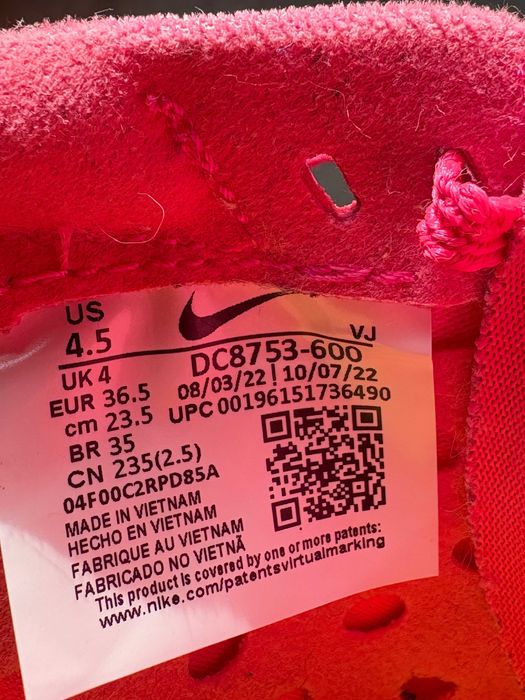 US
4.5
VJ
UK 4
DC8753-600
EUR 36.5
08/03/22 | 10/07/22
cm 23.5
UPC 00196151736490
BR 35
CN 235(2.5)
04F00C2RPD85A
MADE IN VIETNAM
HECHO EN VIETNAM
FABRIQUE AU VIETNAM
FABRICADO NO VIETNÃ
This product is covered by one or more patents:
www.nike.com/patentsvirtualmarking